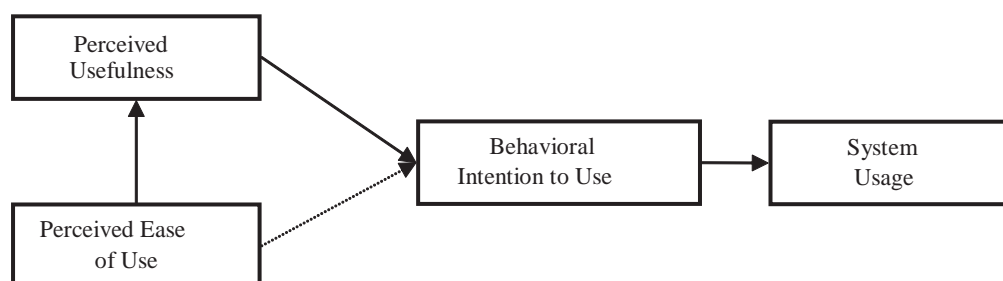 Perceived
Usefulness
Perceived Ease
of Use
Behavioral
Intention to Use
System
Usage